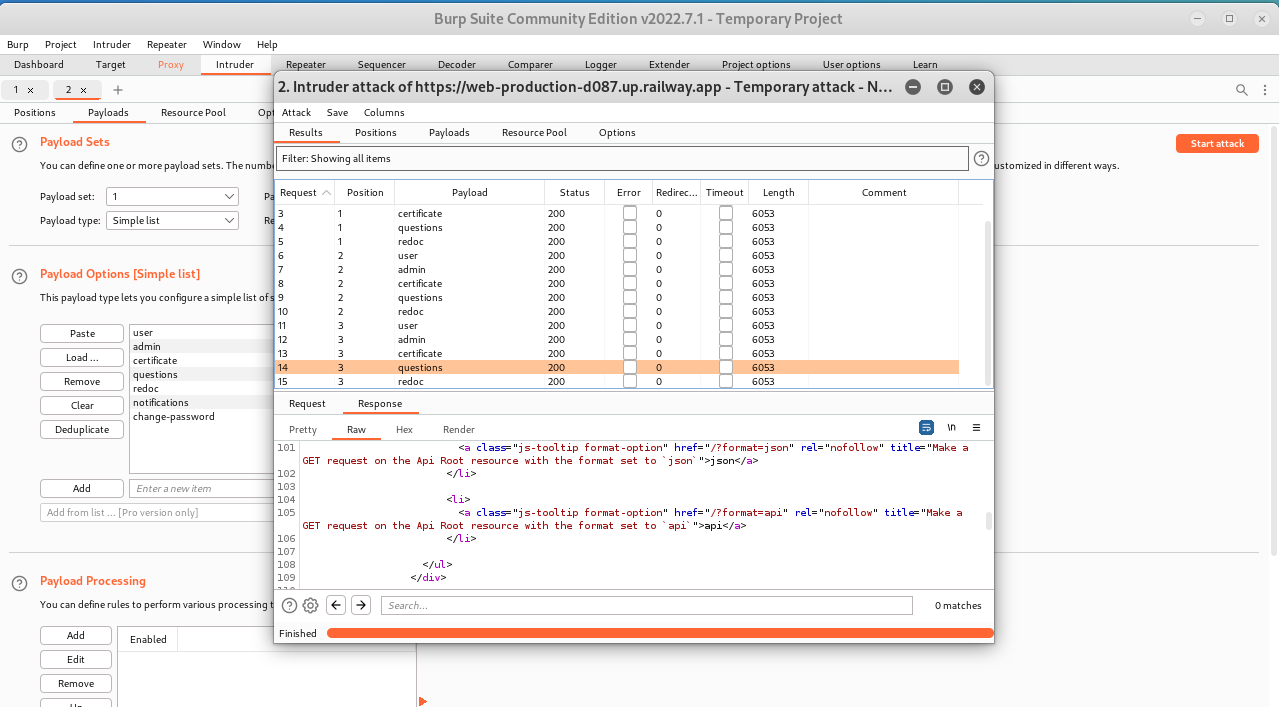 Burp Suite Community Edition v2022.7.1 - Temporary Project
Burp Project Intruder Repeater Window Help
Dashboard Target Proxy Intruder Repeater Sequencer Decoder Comparer Logger Extender Project options User options Learn
1 × 2 × +
Positions Payloads Resource Pool Opt
Payload Sets
Start attack
You can define one or more payload sets. The numbe
ustomized in different ways.
Payload set: 1 Pa
Payload type: Simple list Re
Payload Options [Simple list]
This payload type lets you configure a simple list of s
Paste
Load ...
Remove
Clear
Deduplicate
user
admin
certificate
questions
redoc
notifications
change-password
Add Enter a new item
Add from list ... [Pro version only]
Payload Processing
You can define rules to perform various processing t
Add
Edit
Remove
Enabled
2. Intruder attack of https://web-production-d087.up.railway.app - Temporary attack - N...
Attack Save Columns
Results Positions Payloads Resource Pool Options
Filter: Showing all items
Request Position Payload Status Error Redirec... Timeout Length Comment
3 1 certificate 200 0 6053
4 1 questions 200 0 6053
5 1 redoc 200 0 6053
6 2 user 200 0 6053
7 2 admin 200 0 6053
8 2 certificate 200 0 6053
9 2 questions 200 0 6053
10 2 redoc 200 0 6053
11 3 user 200 0 6053
12 3 admin 200 0 6053
13 3 certificate 200 0 6053
14 3 questions 200 0 6053
15 3 redoc 200 0 6053
Request Response
Pretty Raw Hex Render \n
101 <a class="js-tooltip format-option" href="/?format=json" rel="nofollow" title="Make a
GET request on the Api Root resource with the format set to `json`">json</a>
102 </li>
103
104 <li>
105 <a class="js-tooltip format-option" href="/?format=api" rel="nofollow" title="Make a
GET request on the Api Root resource with the format set to `api`">api</a>
106 </li>
107
108 </ul>
109 </div>
Search... 0 matches
Finished